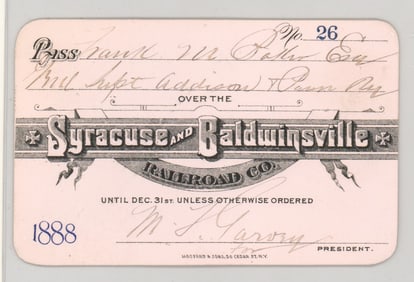 No. 26
Pass Frank M Baker Esq
Supt Addison & Penn Ry
OVER THE
Syracuse AND Baldwinsville
RAILROAD CO.
UNTIL DEC. 31ST. UNLESS OTHERWISE ORDERED
1888
PRESIDENT.